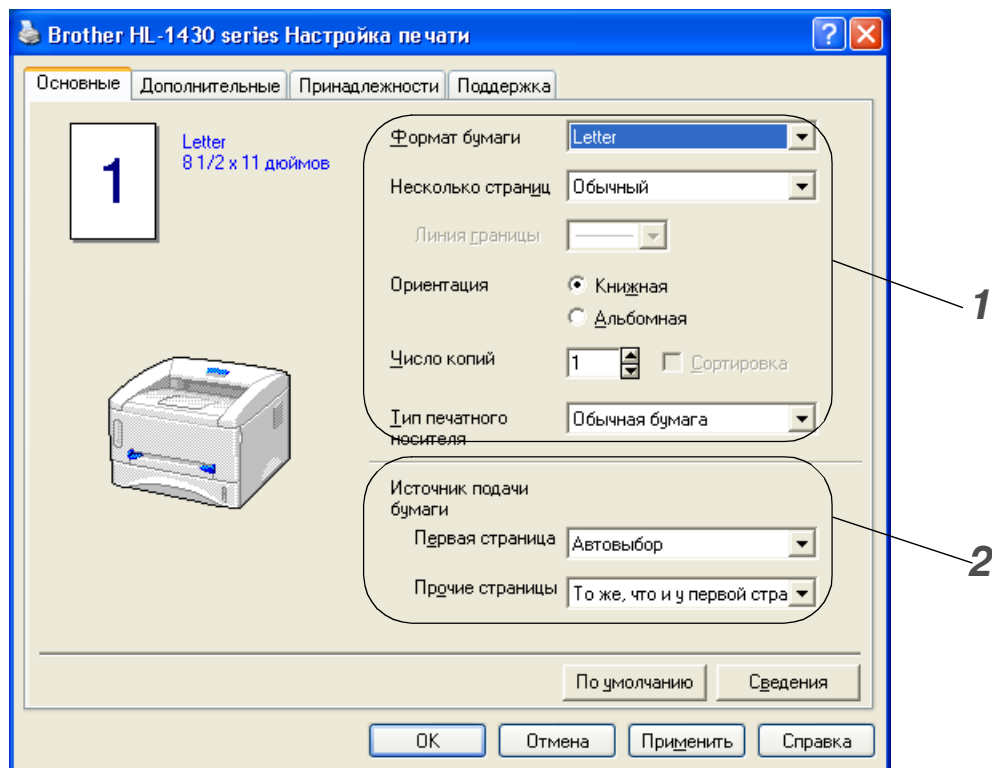 Brother HL-1430 series Настройка печати
Основные Дополнительные Принадлежности Поддержка
1
Letter
8 1/2 x 11 дюймов
Формат бумаги Letter
Несколько страниц Обычный
Линия границы
Ориентация Книжная
Альбомная
Число копий 1 Сортировка
Тип печатного носителя Обычная бумага
1
Источник подачи
бумаги
Первая страница Автовыбор
Прочие страницы То же, что и у первой стра
2
По умолчанию Сведения
OK Отмена Применить Справка